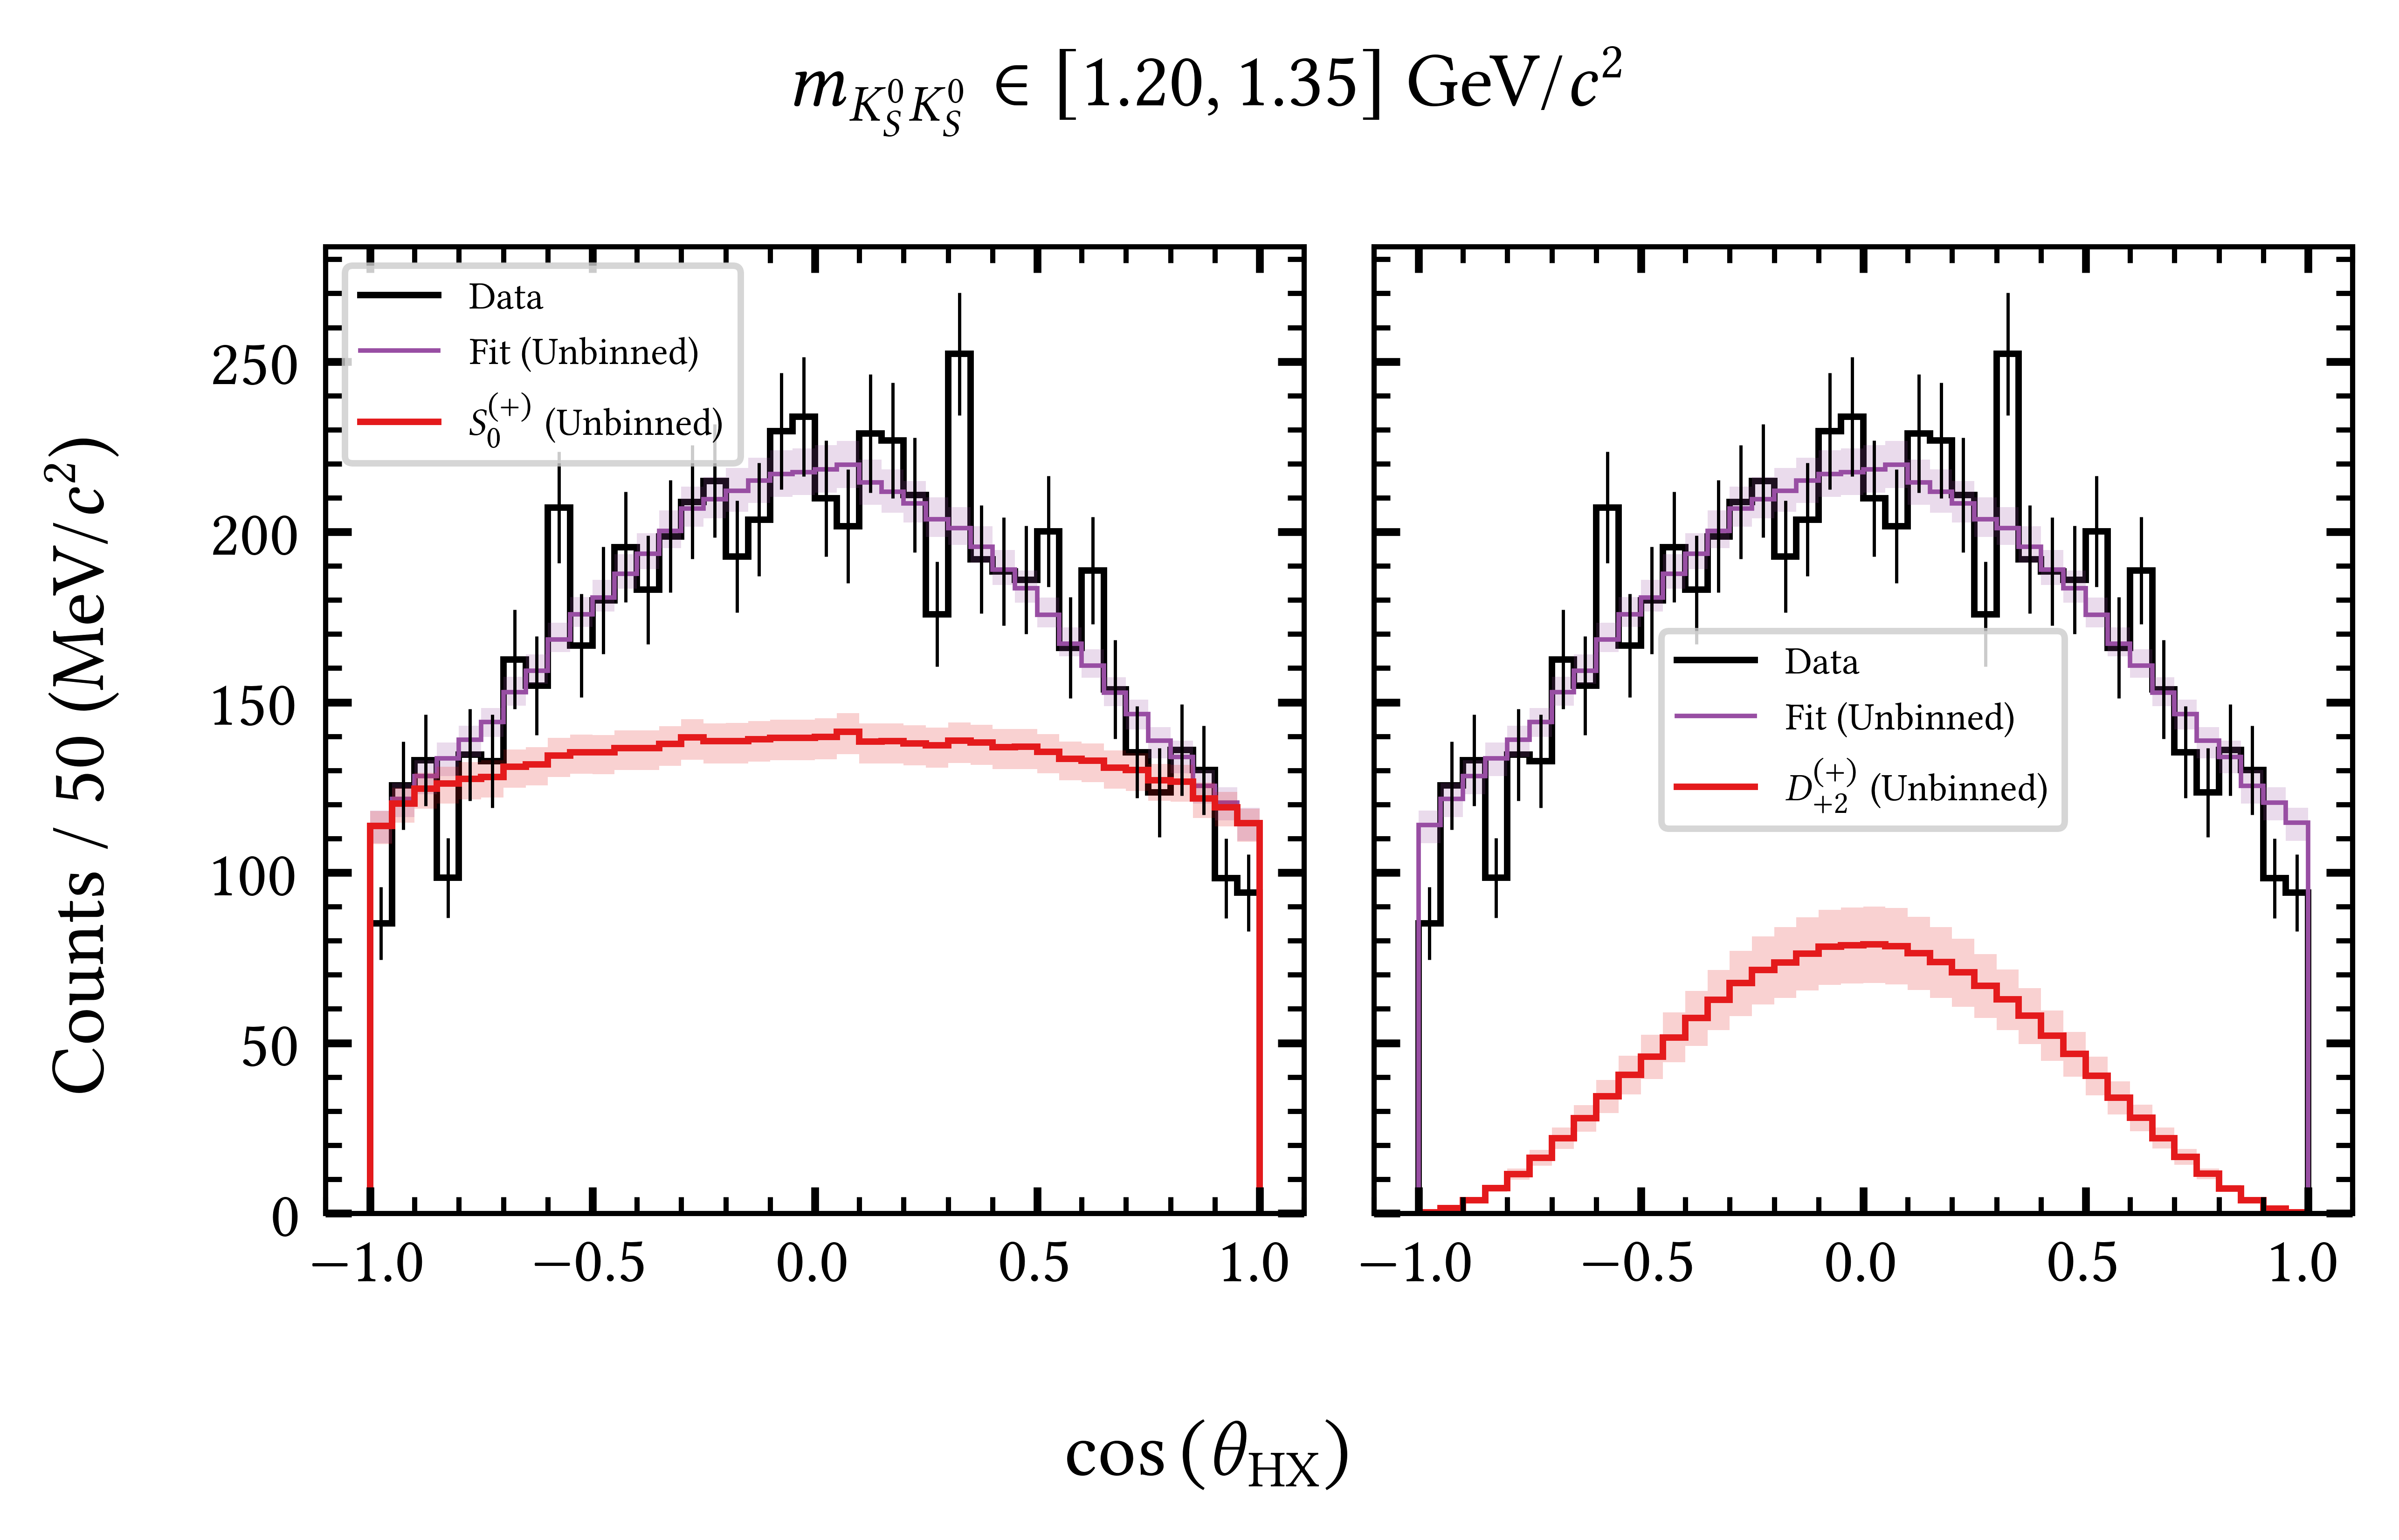 m_{K_S^0 K_S^0} ∈ [1.20, 1.35] GeV/c²
Counts / 50 (MeV/c²)
Data
Fit (Unbinned)
S_0^{(+)} (Unbinned)
250
200
150
100
50
0
−1.0 −0.5 0.0 0.5 1.0
Data
Fit (Unbinned)
D_{+2}^{(+)} (Unbinned)
−1.0 −0.5 0.0 0.5 1.0
cos (θ_{HX})